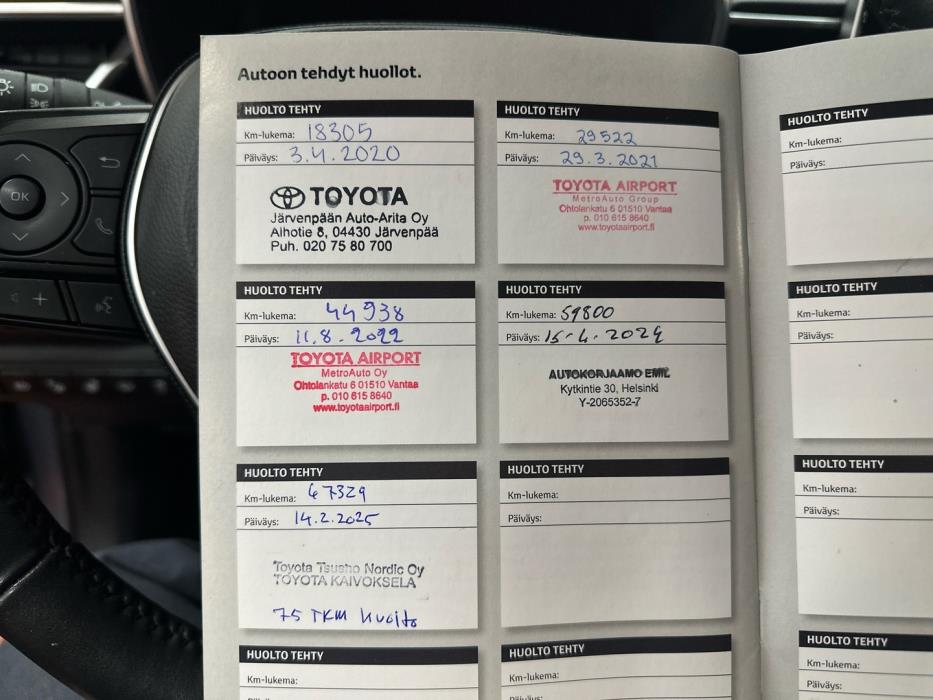 Autoon tehdyt huollot.
HUOLTO TEHTY
Km-lukema: 18305
Päiväys: 3.4.2020
TOYOTA
Järvenpään Auto-Arita Oy
Alhotie 8, 04430 Järvenpää
Puh. 020 75 80 700
HUOLTO TEHTY
Km-lukema: 29522
Päiväys: 29.3.2021
TOYOTA AIRPORT
MetroAuto Group
Ohtolankatu 6 01510 Vantaa
p. 010 615 8640
www.toyotaairport.fi
HUOLTO TEHTY
Km-lukema: 44938
Päiväys: 11.8.2022
TOYOTA AIRPORT
MetroAuto Oy
Ohtolankatu 6 01510 Vantaa
p. 010 615 8640
www.toyotaairport.fi
HUOLTO TEHTY
Km-lukema: 59800
Päiväys: 15-4.2024
AUTOKORJAAMO EMIL
Kytkintie 30, Helsinki
Y-2065352-7
HUOLTO TEHTY
Km-lukema: 67329
Päiväys: 14.2.2025
Toyota Tsusho Nordic Oy
TOYOTA KAIVOKSELA
75 TKM huolto
HUOLTO TEHTY
Km-lukema:
Päiväys:
HUOLTO TEHTY
Km-lukema:
HUOLTO TEHTY
Km-lukema:
Päiväys:
HUOLTO TEHTY
Km-lukema:
Päiväys:
HUOLTO TEHTY
Km-lukema:
Päiväys:
HUOLTO TEHTY
Km-lukema:
Päiväys:
HUOLTO TEHTY
Km-lukema:
Päiväys:
OK